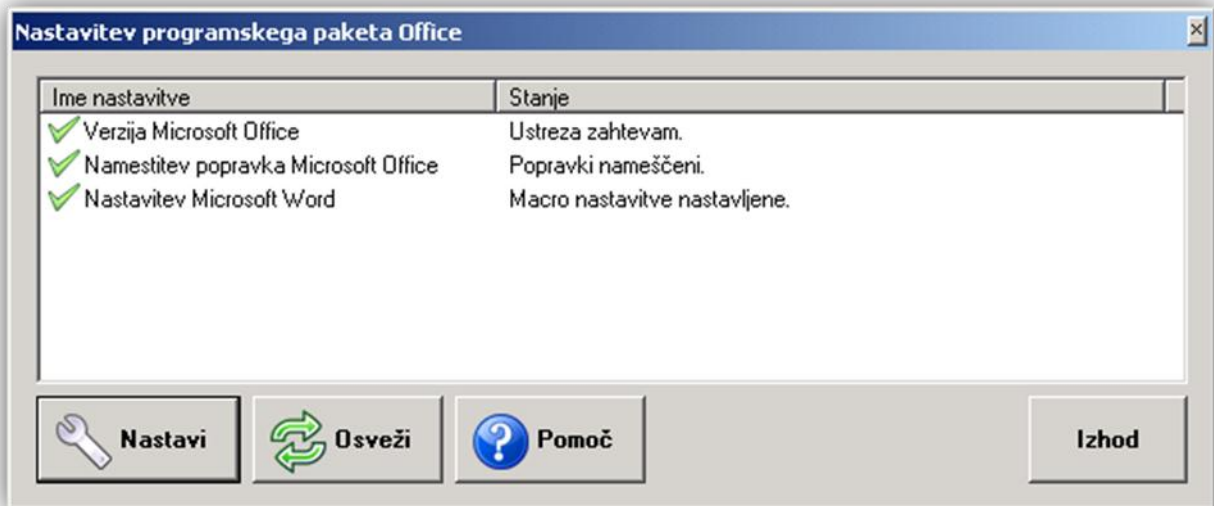 Nastavitev programskega paketa Office
Ime nastavitve Stanje
Verzija Microsoft Office Ustreza zahtevam.
Namestitev popravka Microsoft Office Popravki nameščeni.
Nastavitev Microsoft Word Macro nastavitve nastavljene.
Nastavi Osveži Pomoč Izhod